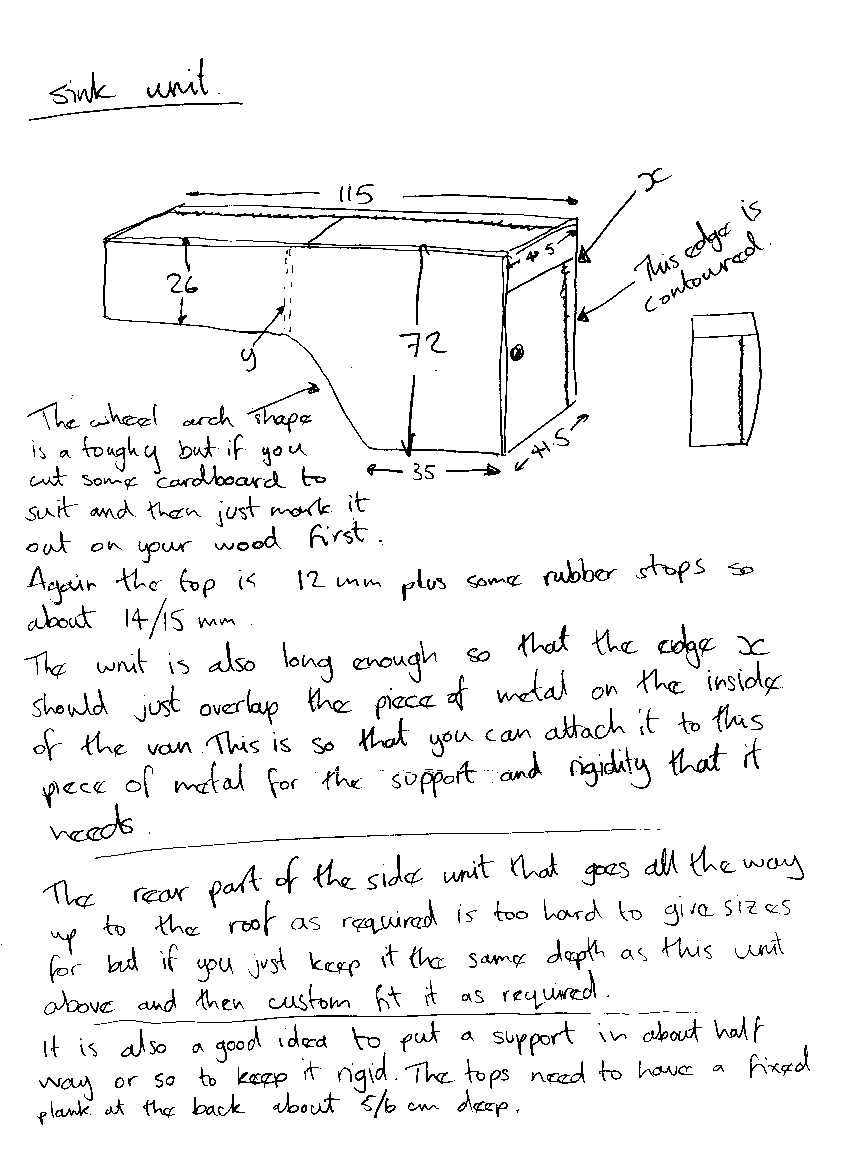 sink unit.
115
x
This edge is
contoured.
45
26
72
y
41.5
35
The wheel arch shape
is a toughy but if you
cut some cardboard to
suit and then just mark it
out on your wood first.
Again the top is 12 mm plus some rubber stops so
about 14/15 mm.
The unit is also long enough so that the edge x
should just overlap the piece of metal on the inside
of the van. This is so that you can attach it to this
piece of metal for the support and rigidity that it
needs.
The rear part of the side unit that goes all the way
up to the roof as required is too hard to give sizes
for but if you just keep it the same depth as this unit
above and then custom fit it as required.
It is also a good idea to put a support in about half
way or so to keep it rigid. The tops need to have a fixed
plank at the back about 5/6 cm deep.